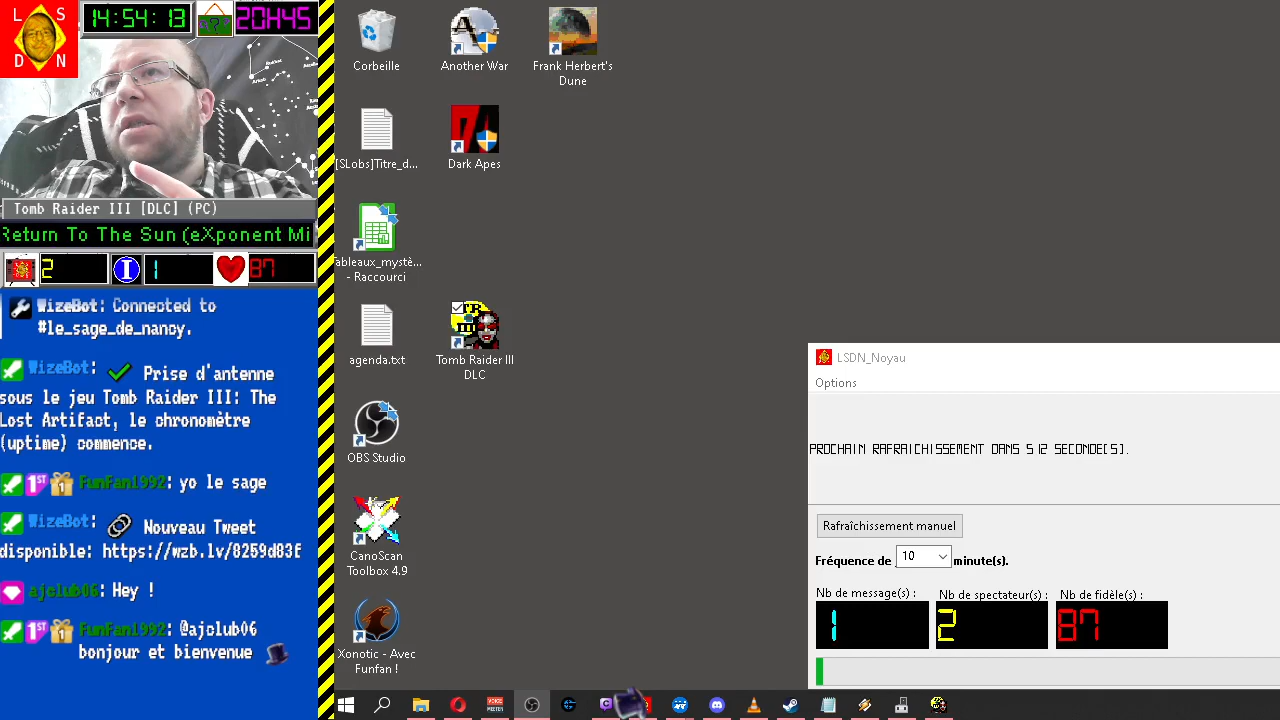 L S
D N
14:54:13
?
20H45
Tomb Raider III [DLC] (PC)
Return To The Sun (eXponent Mi
2
1
87
WizeBot: Connected to
#le_sage_de_nancy.
WizeBot: Prise d'antenne
sous le jeu Tomb Raider III: The
Lost Artifact, le chronomètre
(uptime) commence.
1ST 1 FunFan1992: yo le sage
WizeBot: Nouveau Tweet
disponible: https://wzb.lv/8259d83f
ajclub06: Hey !
1ST 1 FunFan1992: @ajclub06
bonjour et bienvenue
Corbeille
Another War
Frank Herbert's
Dune
[SLobs]Titre_d...
Dark Apes
ableaux_mystè...
- Raccourci
agenda.txt
Tomb Raider III
DLC
OBS Studio
CanoScan
Toolbox 4.9
Xonotic - Avec
Funfan !
LSDN_Noyau
Options
PROCHAIN RAFRAICHISSEMENT DANS 512 SECONDE(S).
Rafraîchissement manuel
Fréquence de 10 minute(s).
Nb de message(s) :
Nb de spectateur(s) :
Nb de fidèle(s) :
1
2
87